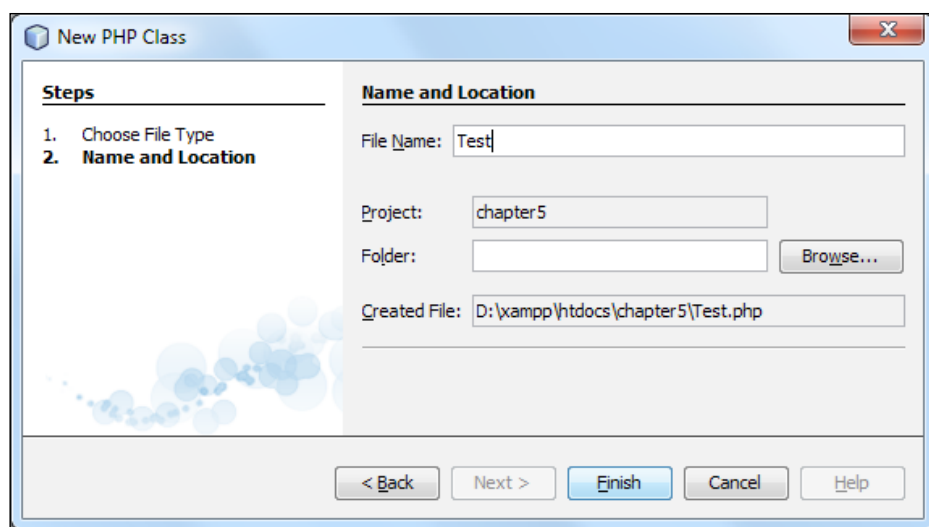 New PHP Class
Steps
1. Choose File Type
2. Name and Location
Name and Location
File Name: Test
Project: chapter5
Folder: Browse...
Created File: D:\xampp\htdocs\chapter5\Test.php
< Back Next > Finish Cancel Help